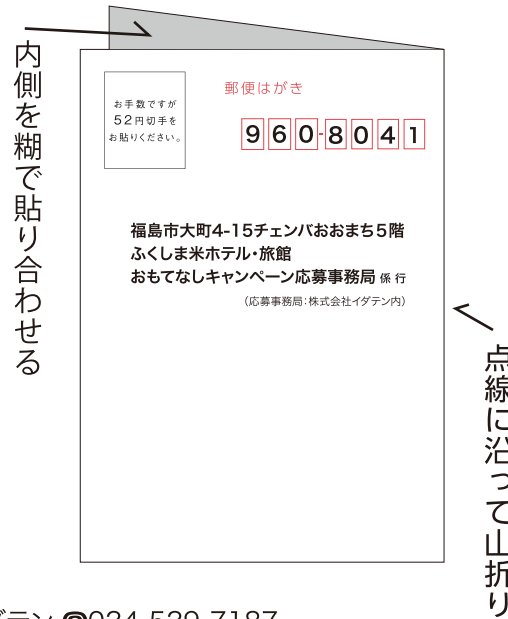 内側を糊で貼り合わせる
お手数ですが
52円切手を
お貼りください。
郵便はがき
960-8041
福島市大町4-15チェンバおおまち5階
ふくしま米ホテル・旅館
おもてなしキャンペーン応募事務局 係 行
(応募事務局:株式会社イダテン内)
点線に沿って山折り